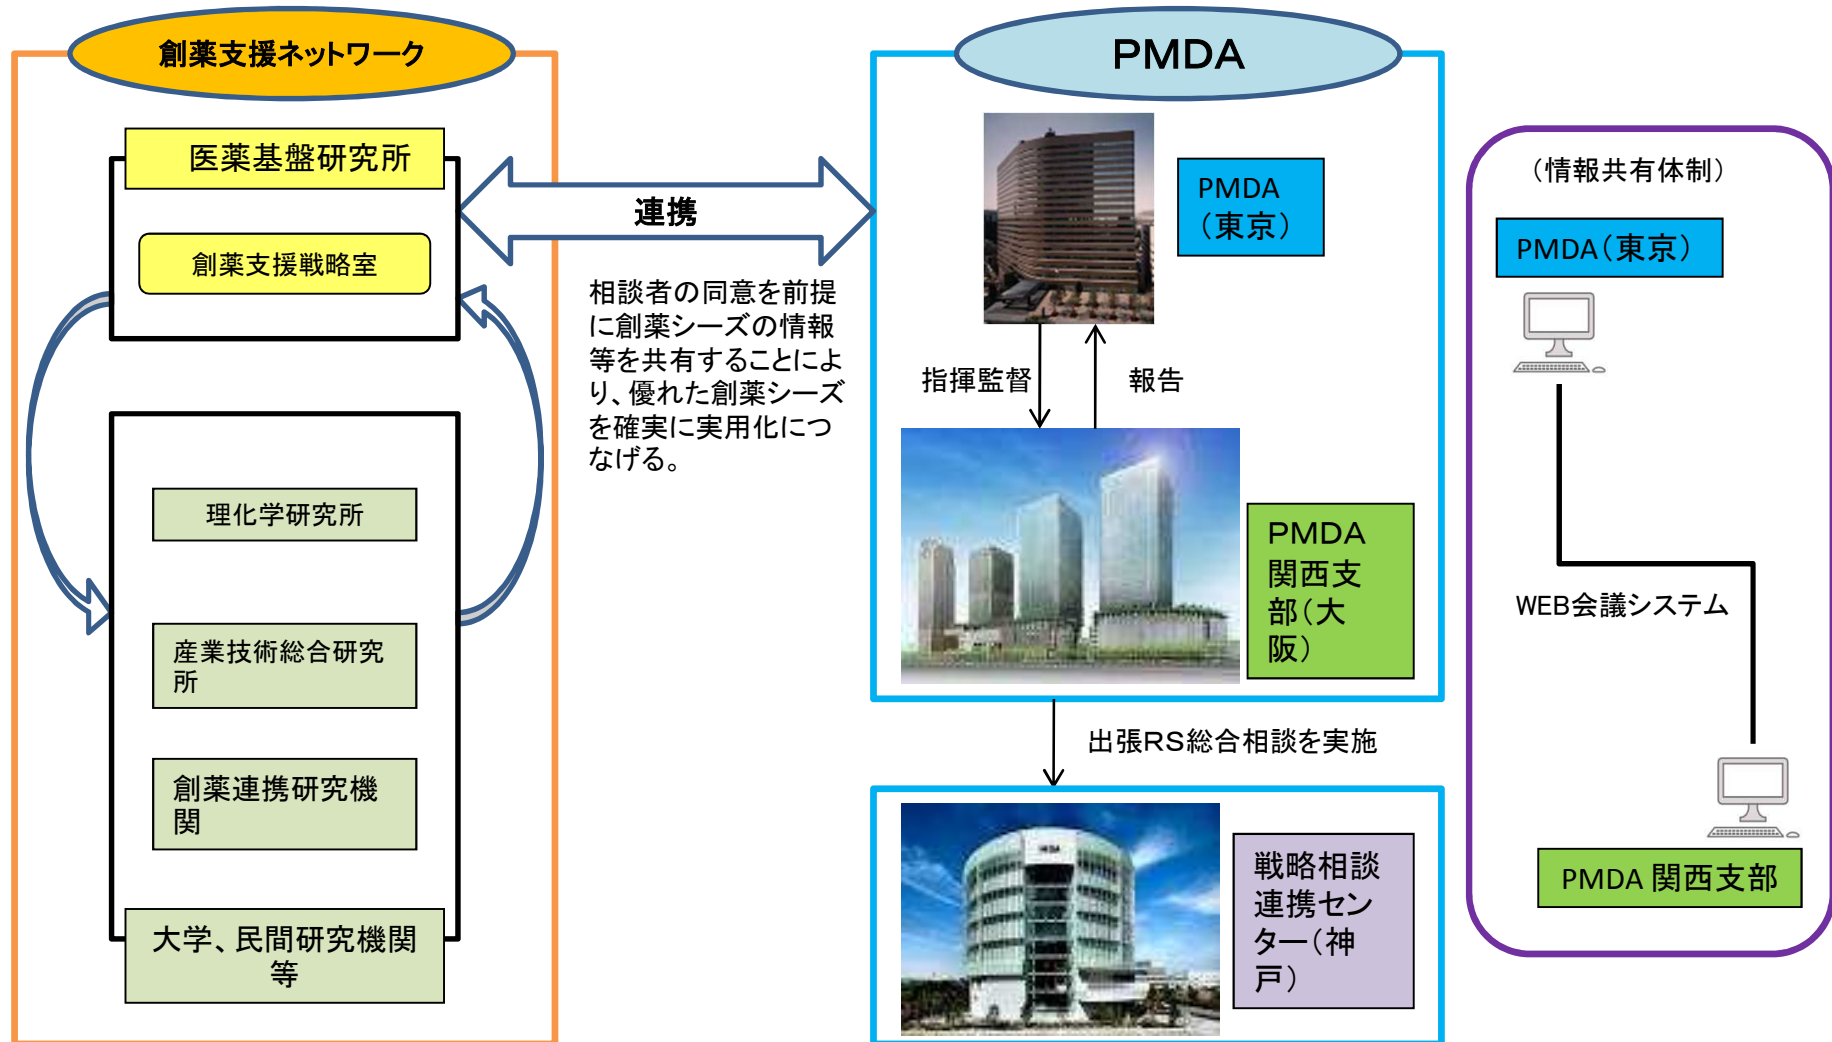 創薬支援ネットワーク
医薬基盤研究所
創薬支援戦略室
理化学研究所
産業技術総合研究
所
創薬連携研究機
関
大学、民間研究機関
等
連携
相談者の同意を前提
に創薬シーズの情報
等を共有することによ
り、優れた創薬シーズ
を確実に実用化につ
なげる。
PMDA
PMDA
（東京）
指揮監督
報告
PMDA
関西支
部（大
阪）
出張RS総合相談を実施
戦略相談
連携セン
ター（神
戸）
（情報共有体制）
PMDA（東京）
WEB会議システム
PMDA 関西支部